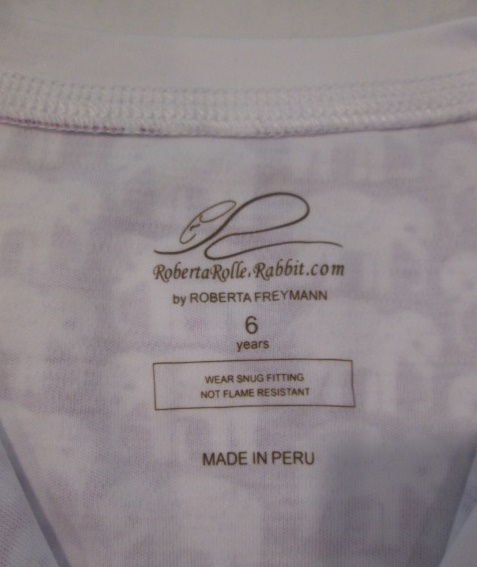 RobertaRolle,Rabbit.com
by ROBERTA FREYMANN
6
years
WEAR SNUG FITTING
NOT FLAME RESISTANT
MADE IN PERU